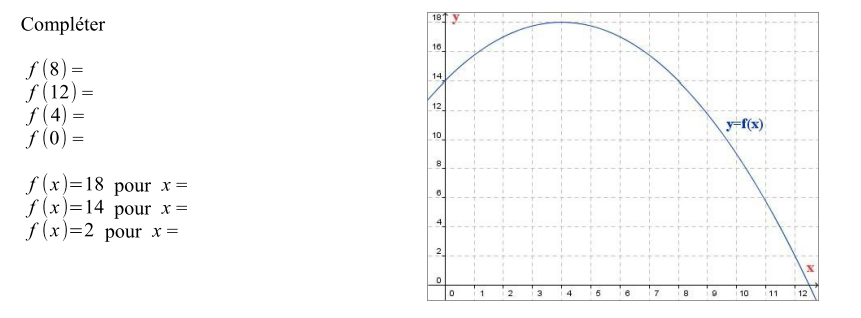 Compléter
f(8)=
f(12)=
f(4)=
f(0)=
f(x)=18 pour x=
f(x)=14 pour x=
f(x)=2 pour x=
18 y
16
14
12
y=f(x)
10
8
6
4
2
x
0
0 1 2 3 4 5 6 7 8 9 10 11 12